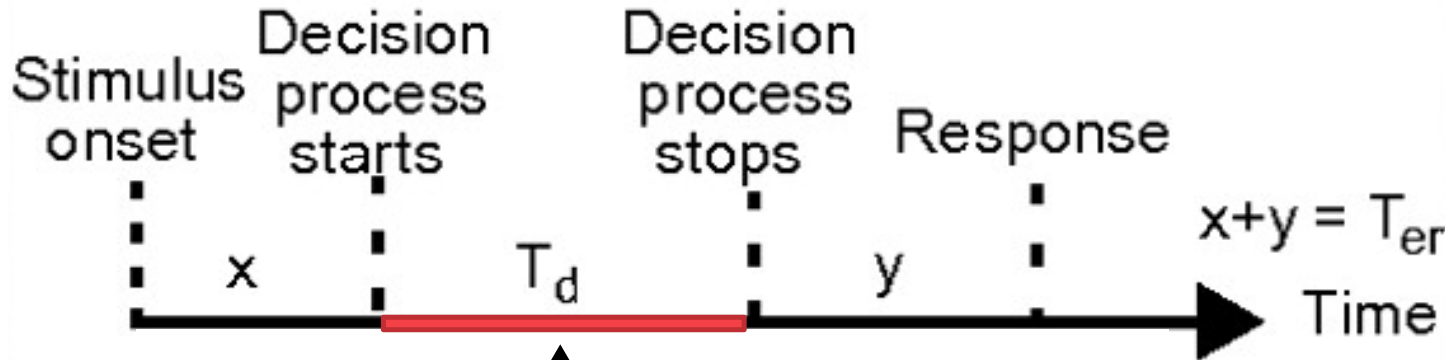 Stimulus
onset
Decision
process
starts
Decision
process
stops
Response
x
Td
y
x+y = Ter
Time